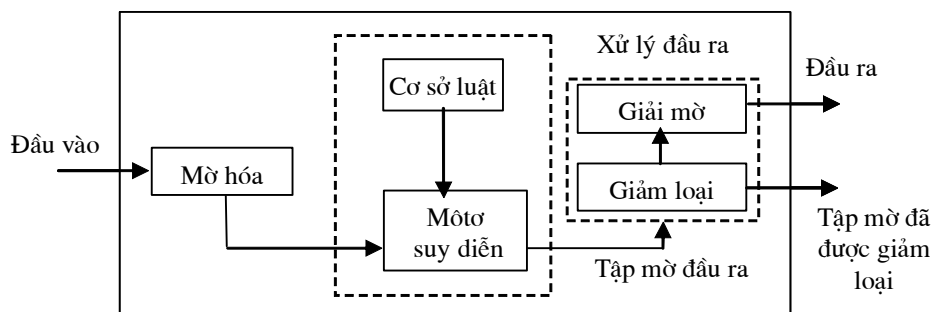 Xử lý đầu ra
Đầu ra
Cơ sở luật
Giải mờ
Đầu vào
Mờ hóa
Giảm loại
Môtơ
suy diễn
Tập mờ đầu ra
Tập mờ đã
được giảm
loại